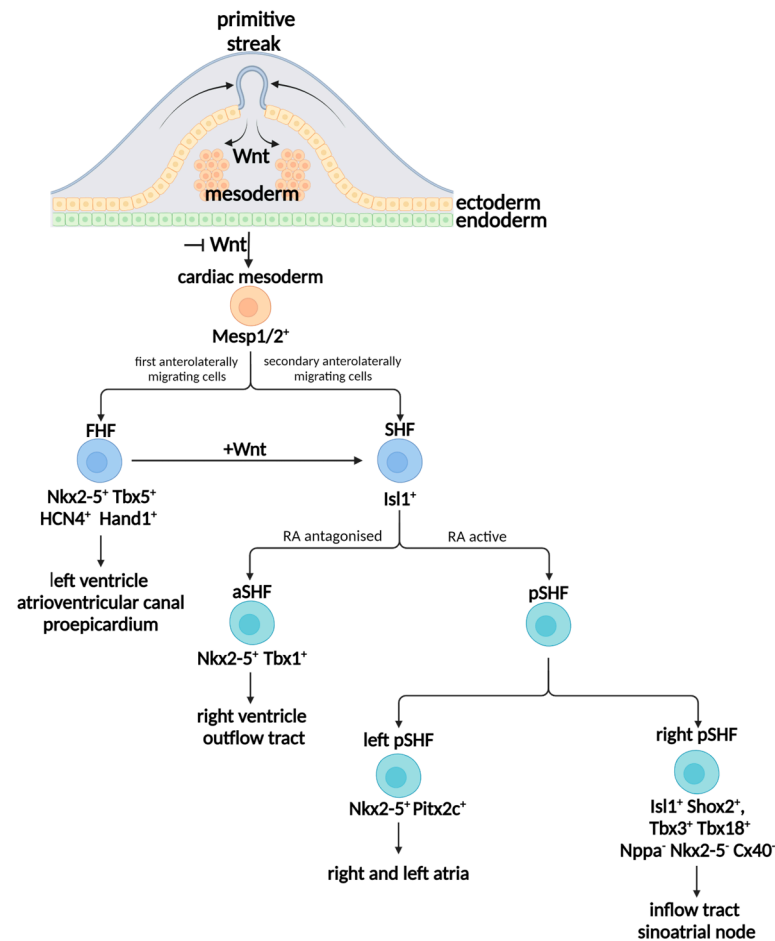 primitive
streak
Wnt
mesoderm
ectoderm
endoderm
Wnt
cardiac mesoderm
Mesp1/2⁺
first anterolaterally
migrating cells
secondary anterolaterally
migrating cells
FHF
SHF
+Wnt
Nkx2-5⁺ Tbx5⁺
HCN4⁺ Hand1⁺
Isl1⁺
RA antagonised
RA active
left ventricle
atrioventricular canal
proepicardium
aSHF
pSHF
Nkx2-5⁺ Tbx1⁺
right ventricle
outflow tract
left pSHF
right pSHF
Nkx2-5⁺ Pitx2c⁺
Isl1⁺ Shox2⁺,
Tbx3⁺ Tbx18⁺
Nppa⁻ Nkx2-5⁻ Cx40⁻
right and left atria
inflow tract
sinoatrial node